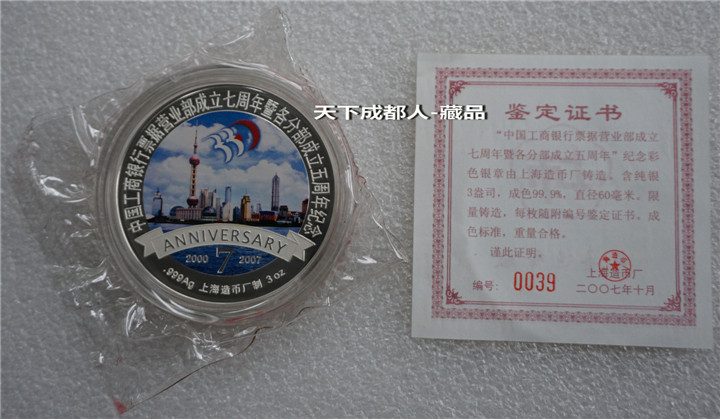 中国工商银行票据营业部成立七周年暨各分部成立五周年纪念
ANNIVERSARY
2000 7 2007
.999Ag 上海造币厂制 3oz
天下成都人-藏品
鉴定证书
“中国工商银行票据营业部成立
七周年暨各分部成立五周年”纪念彩
色银章由上海造币厂铸造，含纯银
3盎司，成色99.9%，直径60毫米。限
量铸造，每枚随附编号鉴定证书、成
色标准，重量合格。
谨此证明。
编号：0039
上海造币厂
二〇〇七年十月